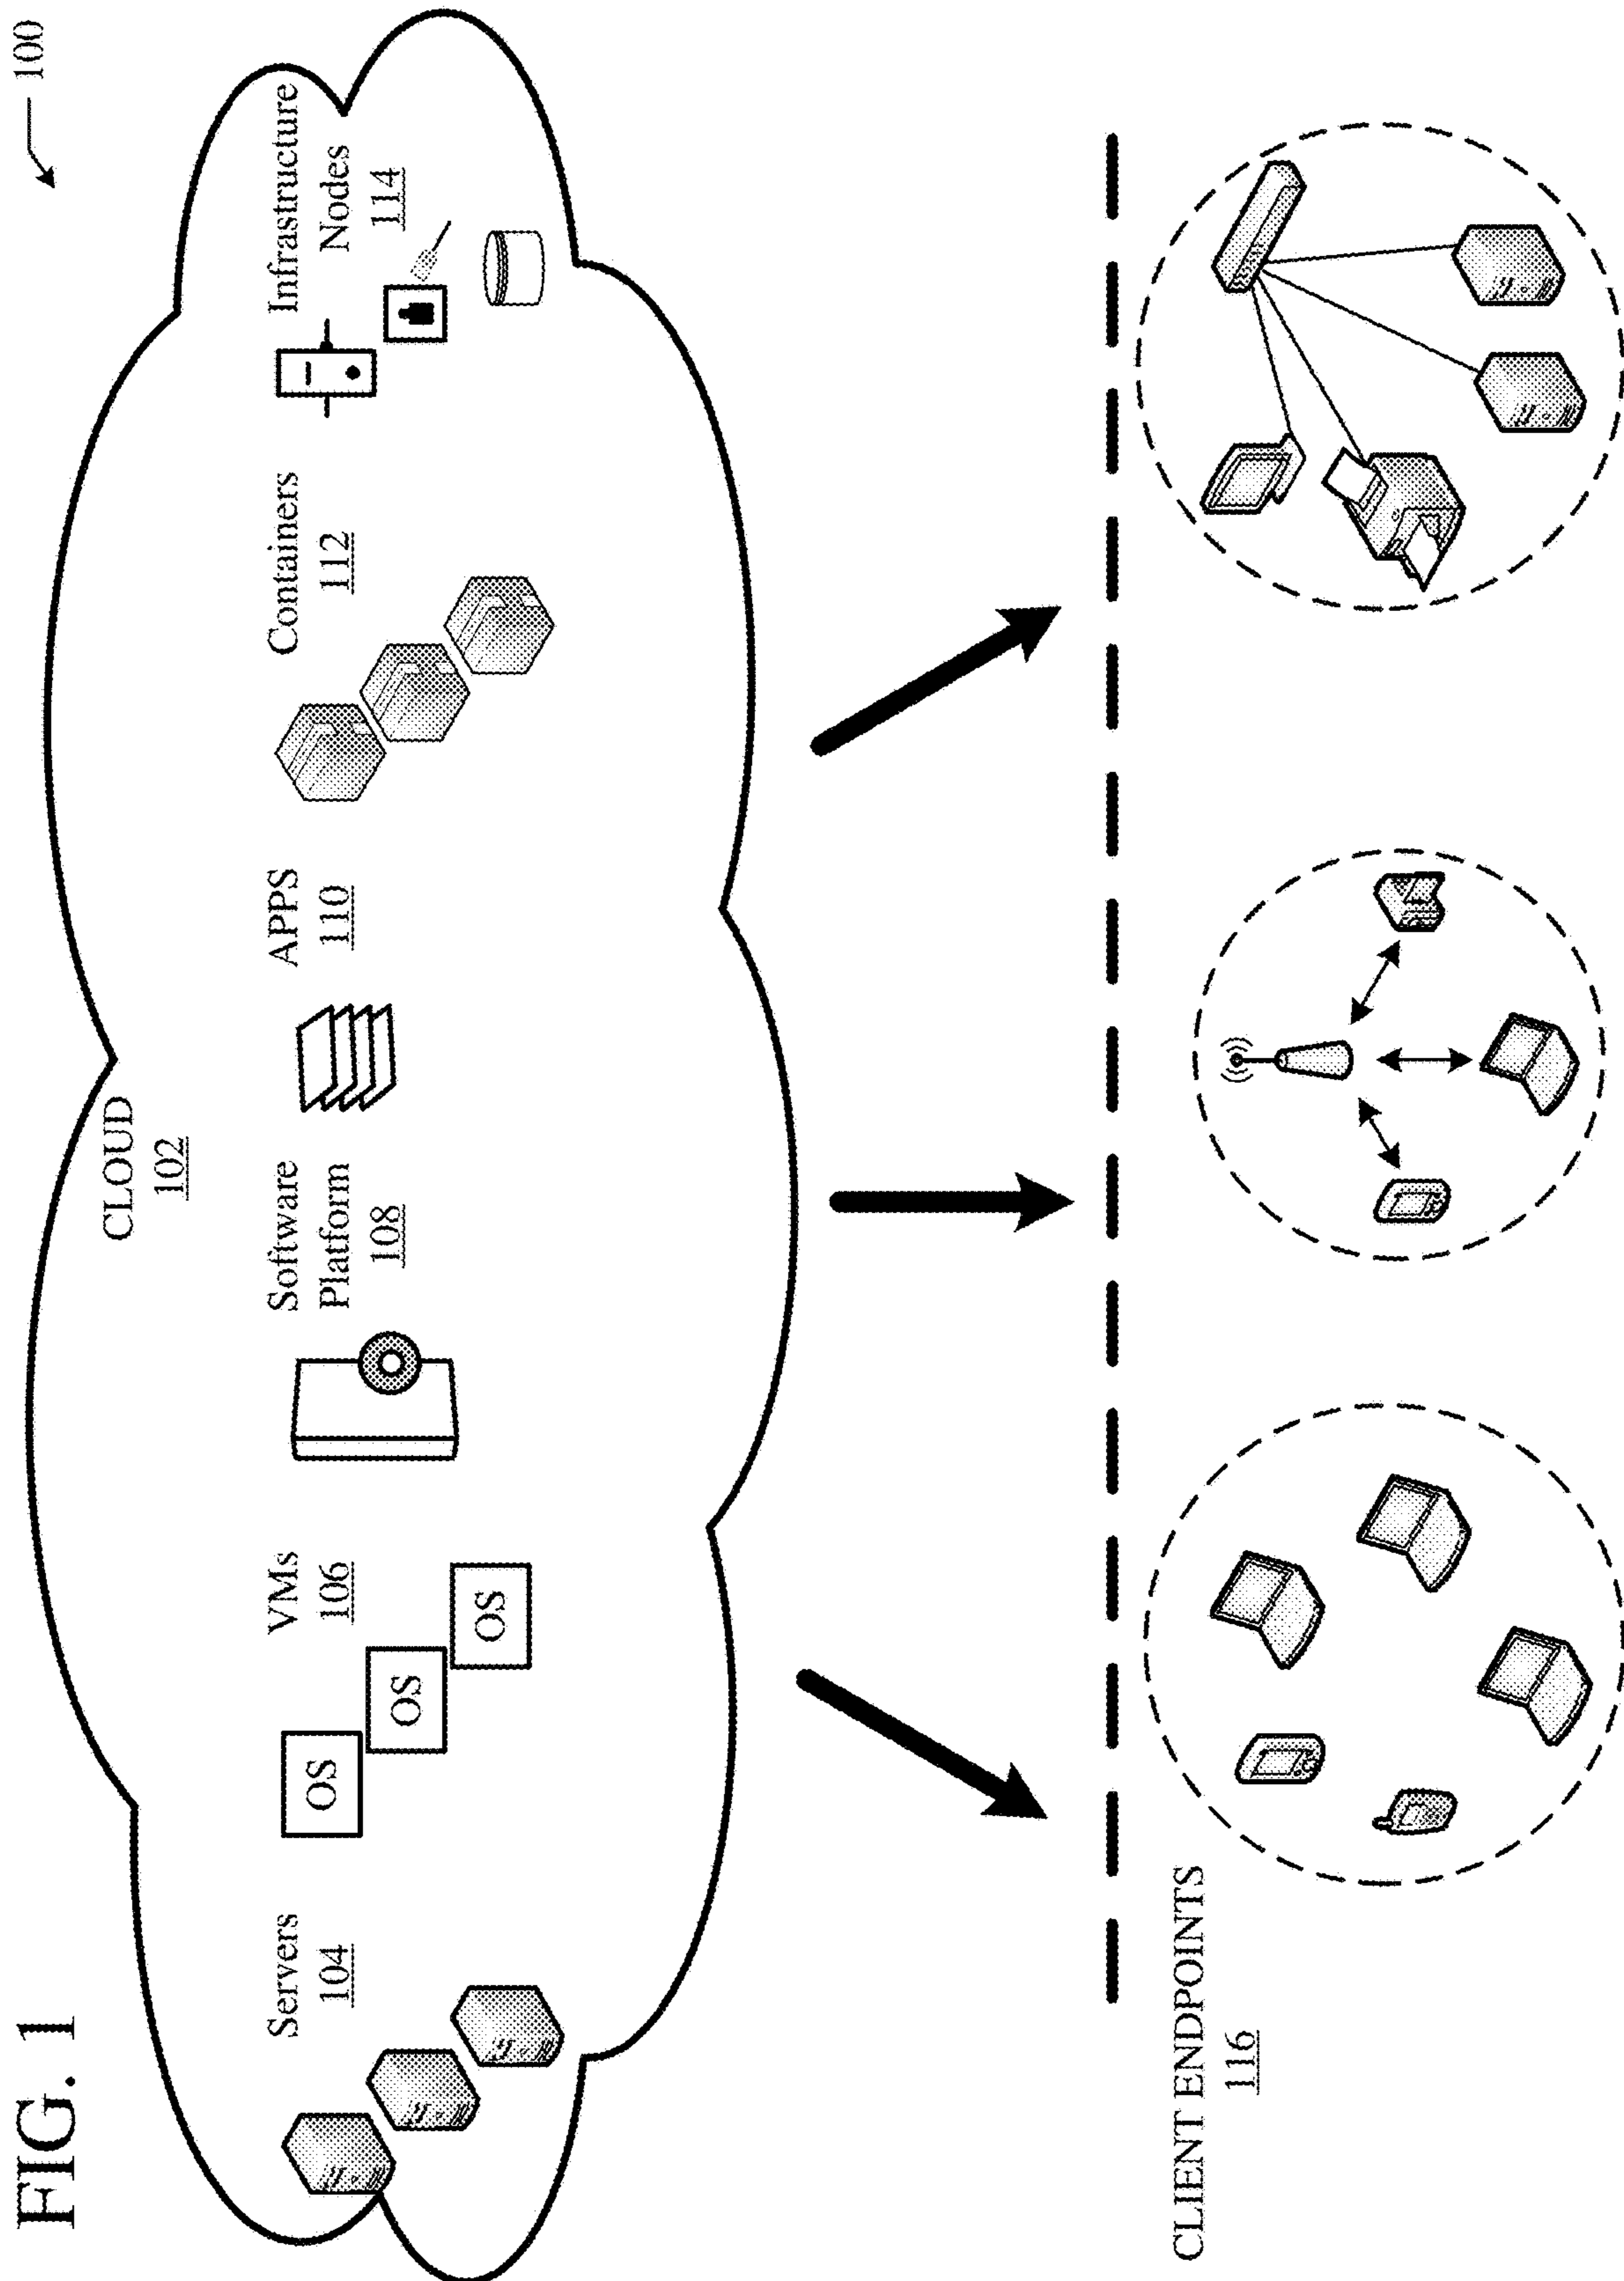 FIG. 1
100
CLOUD
102
Servers
104
VMs
106
OS
OS
OS
Software
Platform
108
APPS
110
Containers
112
Infrastructure
Nodes
114
CLIENT ENDPOINTS
116